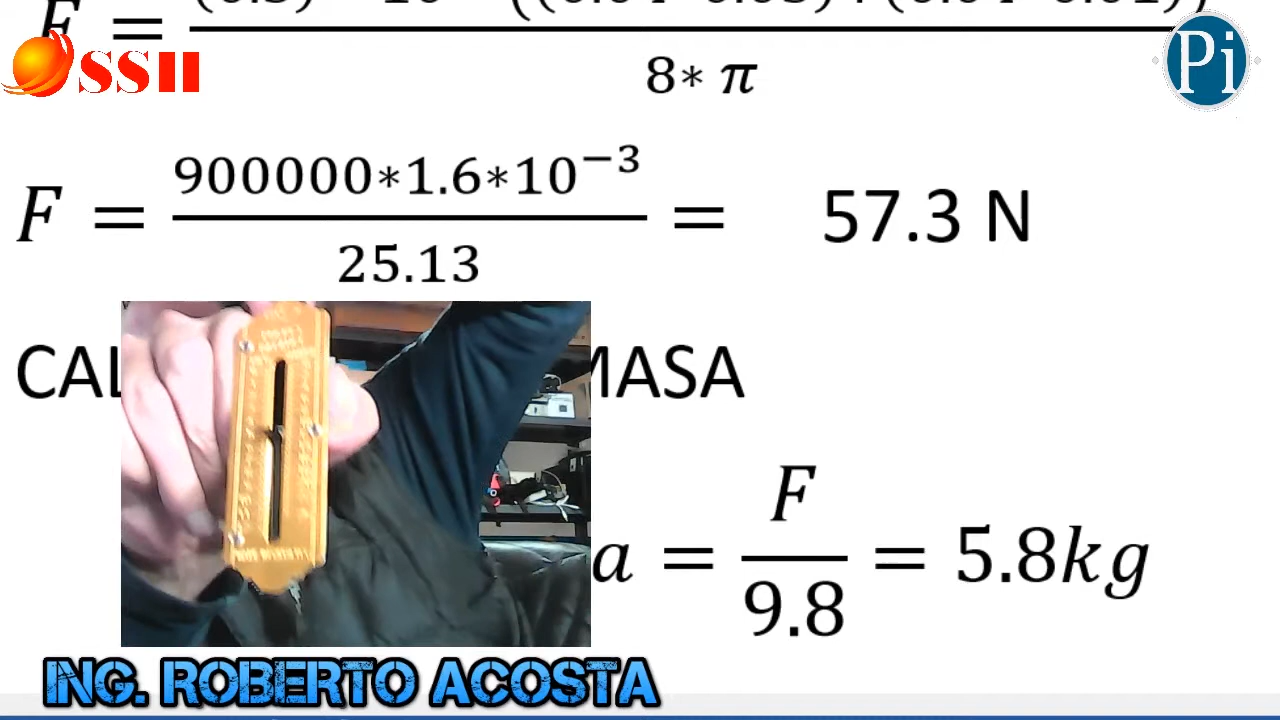 OSSII
Pi
8∗ π
F = 900000∗1.6∗10⁻³ / 25.13 = 57.3 N
CAL
MASA
a = F / 9.8 = 5.8kg
ING. ROBERTO ACOSTA